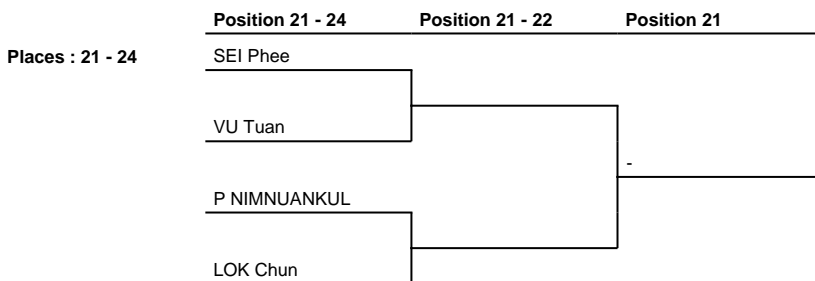 Position 21 - 24 Position 21 - 22 Position 21
Places : 21 - 24
SEI Phee
VU Tuan
-
P NIMNUANKUL
LOK Chun